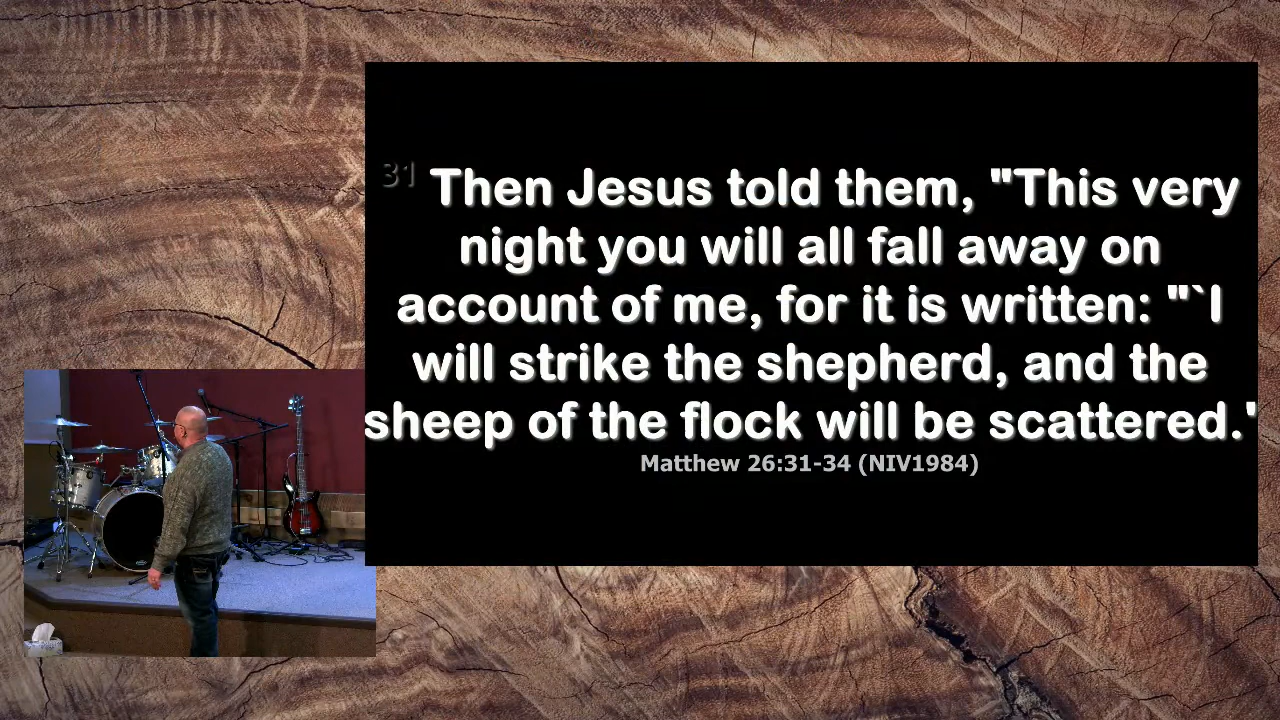 31 Then Jesus told them, "This very
night you will all fall away on
account of me, for it is written: "`I
will strike the shepherd, and the
sheep of the flock will be scattered.'
Matthew 26:31-34 (NIV1984)